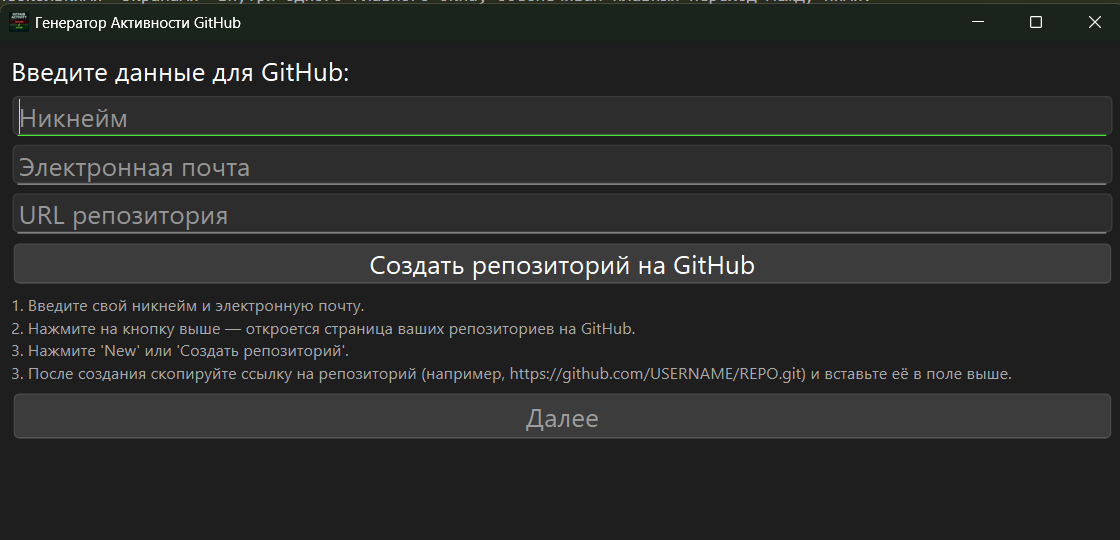 Генератор Активности GitHub
Введите данные для GitHub:
Никнейм
Электронная почта
URL репозитория
Создать репозиторий на GitHub
1. Введите свой никнейм и электронную почту.
2. Нажмите на кнопку выше — откроется страница ваших репозиториев на GitHub.
3. Нажмите 'New' или 'Создать репозиторий'.
3. После создания скопируйте ссылку на репозиторий (например, https://github.com/USERNAME/REPO.git) и вставьте её в поле выше.
Далее